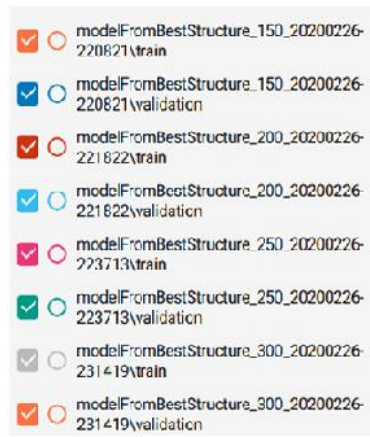 modelFromBestStructure_150_20200226-
220821\train
modelFromBestStructure_150_20200226-
220821\validation
modelFromBestStructure_200_20200226-
221822\train
modelFromBestStructure_200_20200226-
221822\validation
modelFromBestStructure_250_20200226-
223713\train
modelFromBestStructure_250_20200226-
223713\validation
modelFromBestStructure_300_20200226-
231419\train
modelFromBestStructure_300_20200226-
231419\validation